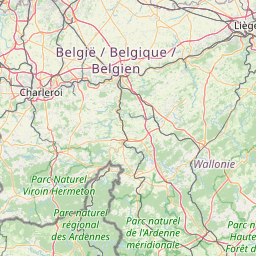 Liège
België / Belgique /
Belgien
Charleroi
Wallonie
Parc Naturel
Viroin Hermeton
Parc naturel
régional
des Ardennes
Parc naturel
de l'Ardenne
méridionale
Parc n
Haute
Forêt d